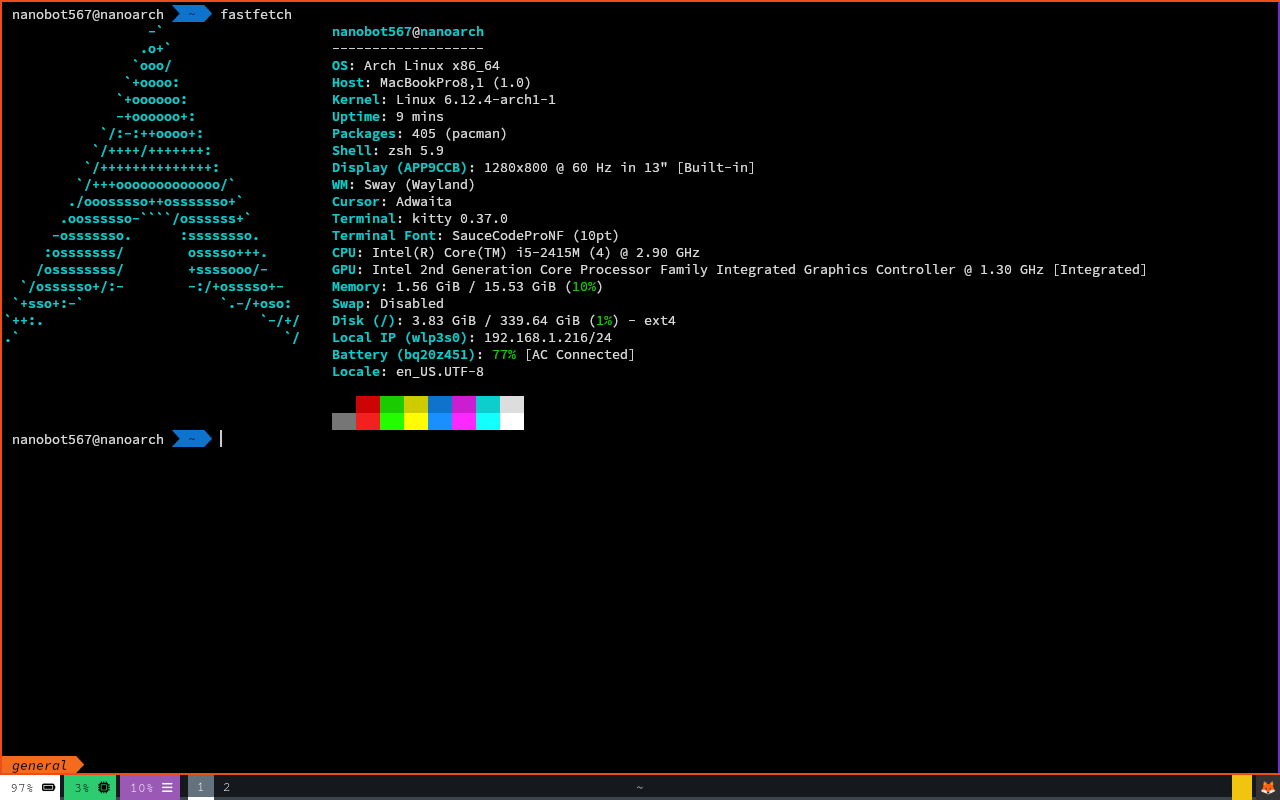 nanobot567@nanoarch ~ fastfetch
-`
.o+`
`ooo/
`+oooo:
`+oooooo:
-+oooooo+:
`/:-:++oooo+:
`/++++/+++++++:
`/++++++++++++++:
`/+++ooooooooooooo/`
./ooosssso++osssssso+`
.oossssso-````/ossssss+`
-osssssso.      :ssssssso.
:osssssss/        osssso+++.
/ossssssss/        +ssssooo/-
`/ossssso+/:-        -:/+osssso+-
`+sso+:-`                 `.-/+oso:
`++:.                           `-/+/
.`                                 `/
nanobot567@nanoarch
-------------------
OS: Arch Linux x86_64
Host: MacBookPro8,1 (1.0)
Kernel: Linux 6.12.4-arch1-1
Uptime: 9 mins
Packages: 405 (pacman)
Shell: zsh 5.9
Display (APP9CCB): 1280x800 @ 60 Hz in 13" [Built-in]
WM: Sway (Wayland)
Cursor: Adwaita
Terminal: kitty 0.37.0
Terminal Font: SauceCodeProNF (10pt)
CPU: Intel(R) Core(TM) i5-2415M (4) @ 2.90 GHz
GPU: Intel 2nd Generation Core Processor Family Integrated Graphics Controller @ 1.30 GHz [Integrated]
Memory: 1.56 GiB / 15.53 GiB (10%)
Swap: Disabled
Disk (/): 3.83 GiB / 339.64 GiB (1%) - ext4
Local IP (wlp3s0): 192.168.1.216/24
Battery (bq20z451): 77% [AC Connected]
Locale: en_US.UTF-8
nanobot567@nanoarch ~
general
97% 3% 10% 1 2 ~